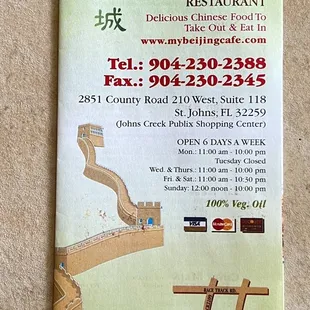 RESTAURANT
城
Delicious Chinese Food To
Take Out & Eat In
www.mybeijingcafe.com
Tel.: 904-230-2388
Fax.: 904-230-2345
2851 County Road 210 West, Suite 118
St. Johns, FL 32259
(Johns Creek Publix Shopping Center)
OPEN 6 DAYS A WEEK
Mon.: 11:00 am - 10:00 pm
Tuesday Closed
Wed. & Thurs.: 11:00 am - 10:00 pm
Fri. & Sat.: 11:00 am - 10:30 pm
Sunday: 12:00 noon - 10:00 pm
100% Veg. Oil
VISA
RACE TRACK RD.